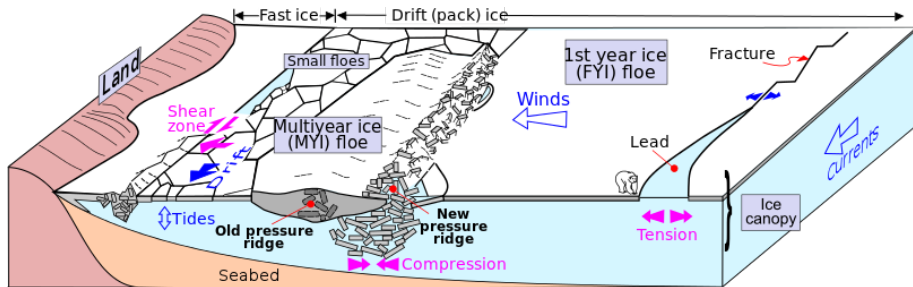 Fast ice
Drift (pack) ice
Land
Small floes
1st year ice
(FYI) floe
Fracture
Shear
zone
Winds
Multiyear ice
(MYI) floe
Drift
Lead
Currents
Tides
Old pressure
ridge
New
pressure
ridge
Ice
canopy
Tension
Compression
Seabed